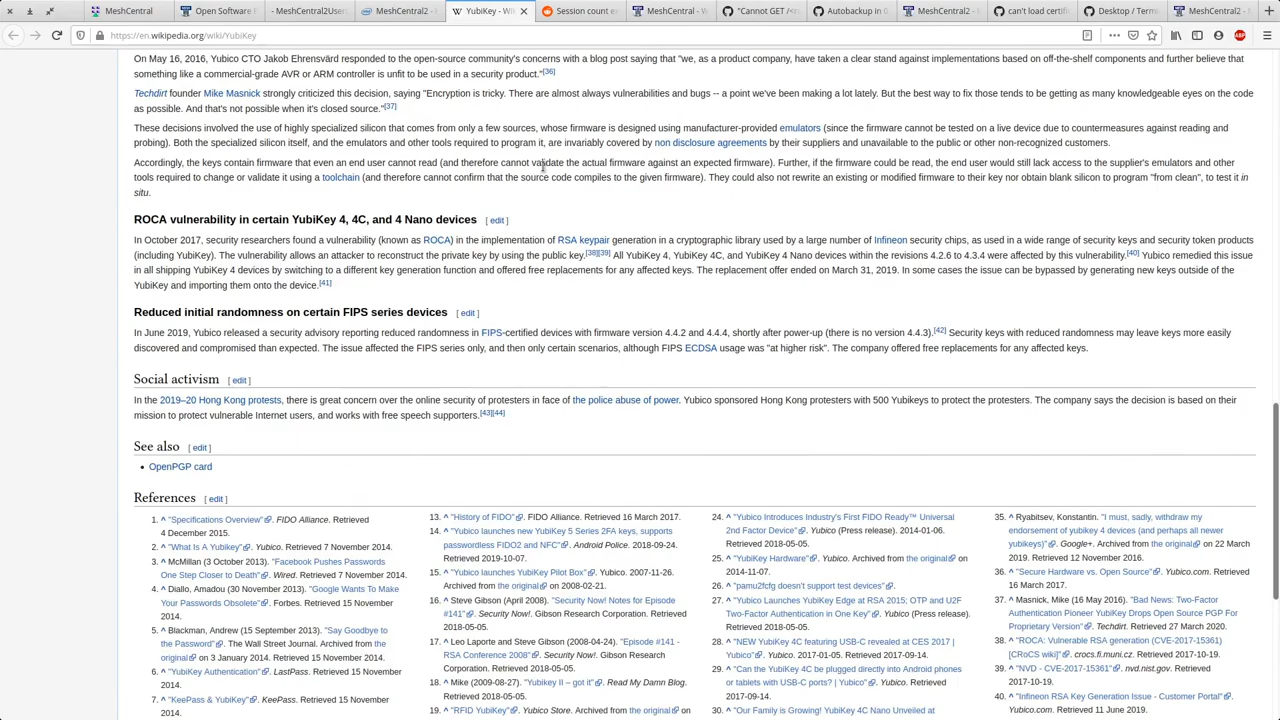 MeshCentral
Open Software P
- MeshCentral2User
MeshCentral2 -
YubiKey - Wi
Session count ex
MeshCentral - W
"Cannot GET /<r
Autobackup in 0
MeshCentral2 -
can't load certif
Desktop / Termi
MeshCentral2 -
https://en.wikipedia.org/wiki/YubiKey
On May 16, 2016, Yubico CTO Jakob Ehrensvärd responded to the open-source community's concerns with a blog post saying that "we, as a product company, have taken a clear stand against implementations based on off-the-shelf components and further believe that
something like a commercial-grade AVR or ARM controller is unfit to be used in a security product."[36]
Techdirt founder Mike Masnick strongly criticized this decision, saying "Encryption is tricky. There are almost always vulnerabilities and bugs -- a point we've been making a lot lately. But the best way to fix those tends to be getting as many knowledgeable eyes on the code
as possible. And that's not possible when it's closed source."[37]
These decisions involved the use of highly specialized silicon that comes from only a few sources, whose firmware is designed using manufacturer-provided emulators (since the firmware cannot be tested on a live device due to countermeasures against reading and
probing). Both the specialized silicon itself, and the emulators and other tools required to program it, are invariably covered by non disclosure agreements by their suppliers and unavailable to the public or other non-recognized customers.
Accordingly, the keys contain firmware that even an end user cannot read (and therefore cannot validate the actual firmware against an expected firmware). Further, if the firmware could be read, the end user would still lack access to the supplier's emulators and other
tools required to change or validate it using a toolchain (and therefore cannot confirm that the source code compiles to the given firmware). They could also not rewrite an existing or modified firmware to their key nor obtain blank silicon to program "from clean", to test it in
situ.
ROCA vulnerability in certain YubiKey 4, 4C, and 4 Nano devices [ edit ]
In October 2017, security researchers found a vulnerability (known as ROCA) in the implementation of RSA keypair generation in a cryptographic library used by a large number of Infineon security chips, as used in a wide range of security keys and security token products
(including YubiKey). The vulnerability allows an attacker to reconstruct the private key by using the public key.[38][39] All YubiKey 4, YubiKey 4C, and YubiKey 4 Nano devices within the revisions 4.2.6 to 4.3.4 were affected by this vulnerability.[40] Yubico remedied this issue
in all shipping YubiKey 4 devices by switching to a different key generation function and offered free replacements for any affected keys. The replacement offer ended on March 31, 2019. In some cases the issue can be bypassed by generating new keys outside of the
YubiKey and importing them onto the device.[41]
Reduced initial randomness on certain FIPS series devices [ edit ]
In June 2019, Yubico released a security advisory reporting reduced randomness in FIPS-certified devices with firmware version 4.4.2 and 4.4.4, shortly after power-up (there is no version 4.4.3).[42] Security keys with reduced randomness may leave keys more easily
discovered and compromised than expected. The issue affected the FIPS series only, and then only certain scenarios, although FIPS ECDSA usage was "at higher risk". The company offered free replacements for any affected keys.
Social activism [ edit ]
In the 2019–20 Hong Kong protests, there is great concern over the online security of protesters in face of the police abuse of power. Yubico sponsored Hong Kong protesters with 500 Yubikeys to protect the protesters. The company says the decision is based on their
mission to protect vulnerable Internet users, and works with free speech supporters.[43][44]
See also [ edit ]
• OpenPGP card
References [ edit ]
1. ^ "Specifications Overview". FIDO Alliance. Retrieved
4 December 2015.
2. ^ "What Is A Yubikey". Yubico. Retrieved 7 November 2014.
3. ^ McMillan (3 October 2013). "Facebook Pushes Passwords
One Step Closer to Death". Wired. Retrieved 7 November 2014.
4. ^ Diallo, Amadou (30 November 2013). "Google Wants To Make
Your Passwords Obsolete". Forbes. Retrieved 15 November
2014.
5. ^ Blackman, Andrew (15 September 2013). "Say Goodbye to
the Password". The Wall Street Journal. Archived from the
original on 3 January 2014. Retrieved 15 November 2014.
6. ^ "YubiKey Authentication". LastPass. Retrieved 15 November
2014.
7. ^ "KeePass & YubiKey". KeePass. Retrieved 15 November
2014.
13. ^ "History of FIDO". FIDO Alliance. Retrieved 16 March 2017.
14. ^ "Yubico launches new YubiKey 5 Series 2FA keys, supports
passwordless FIDO2 and NFC". Android Police. 2018-09-24.
Retrieved 2019-10-07.
15. ^ "Yubico launches YubiKey Pilot Box". Yubico. 2007-11-26.
Archived from the original on 2008-02-21.
16. ^ Steve Gibson (April 2008). "Security Now! Notes for Episode
#141". Security Now!. Gibson Research Corporation. Retrieved
2018-05-05.
17. ^ Leo Laporte and Steve Gibson (2008-04-24). "Episode #141 -
RSA Conference 2008". Security Now!. Gibson Research
Corporation. Retrieved 2018-05-05.
18. ^ Mike (2009-08-27). "Yubikey II – got it". Read My Damn Blog.
Retrieved 2018-05-05.
19. ^ "RFID YubiKey". Yubico Store. Archived from the original on
24. ^ "Yubico Introduces Industry's First FIDO Ready™ Universal
2nd Factor Device". Yubico (Press release). 2014-01-06.
Retrieved 2018-05-05.
25. ^ "YubiKey Hardware". Yubico. Archived from the original on
2014-11-07.
26. ^ "pamu2fcfg doesn't support test devices".
27. ^ "Yubico Launches YubiKey Edge at RSA 2015; OTP and U2F
Two-Factor Authentication in One Key". Yubico (Press release).
Retrieved 2018-05-05.
28. ^ "NEW YubiKey 4C featuring USB-C revealed at CES 2017 |
Yubico". Yubico. 2017-01-05. Retrieved 2017-09-14.
29. ^ "Can the YubiKey 4C be plugged directly into Android phones
or tablets with USB-C ports? | Yubico". Yubico. Retrieved
2017-09-14.
30. ^ "Our Family is Growing! YubiKey 4C Nano Unveiled at
35. ^ Ryabitsev, Konstantin. "I must, sadly, withdraw my
endorsement of yubikey 4 devices (and perhaps all newer
yubikeys)". Google+. Archived from the original on 22 March
2019. Retrieved 12 November 2016.
36. ^ "Secure Hardware vs. Open Source". Yubico.com. Retrieved
16 March 2017.
37. ^ Masnick, Mike (16 May 2016). "Bad News: Two-Factor
Authentication Pioneer YubiKey Drops Open Source PGP For
Proprietary Version". Techdirt. Retrieved 27 March 2020.
38. ^ "ROCA: Vulnerable RSA generation (CVE-2017-15361)
[CRoCS wiki]". crocs.fi.muni.cz. Retrieved 2017-10-19.
39. ^ "NVD - CVE-2017-15361". nvd.nist.gov. Retrieved
2017-10-19.
40. ^ "Infineon RSA Key Generation Issue - Customer Portal".
Yubico.com. Retrieved 11 June 2019.